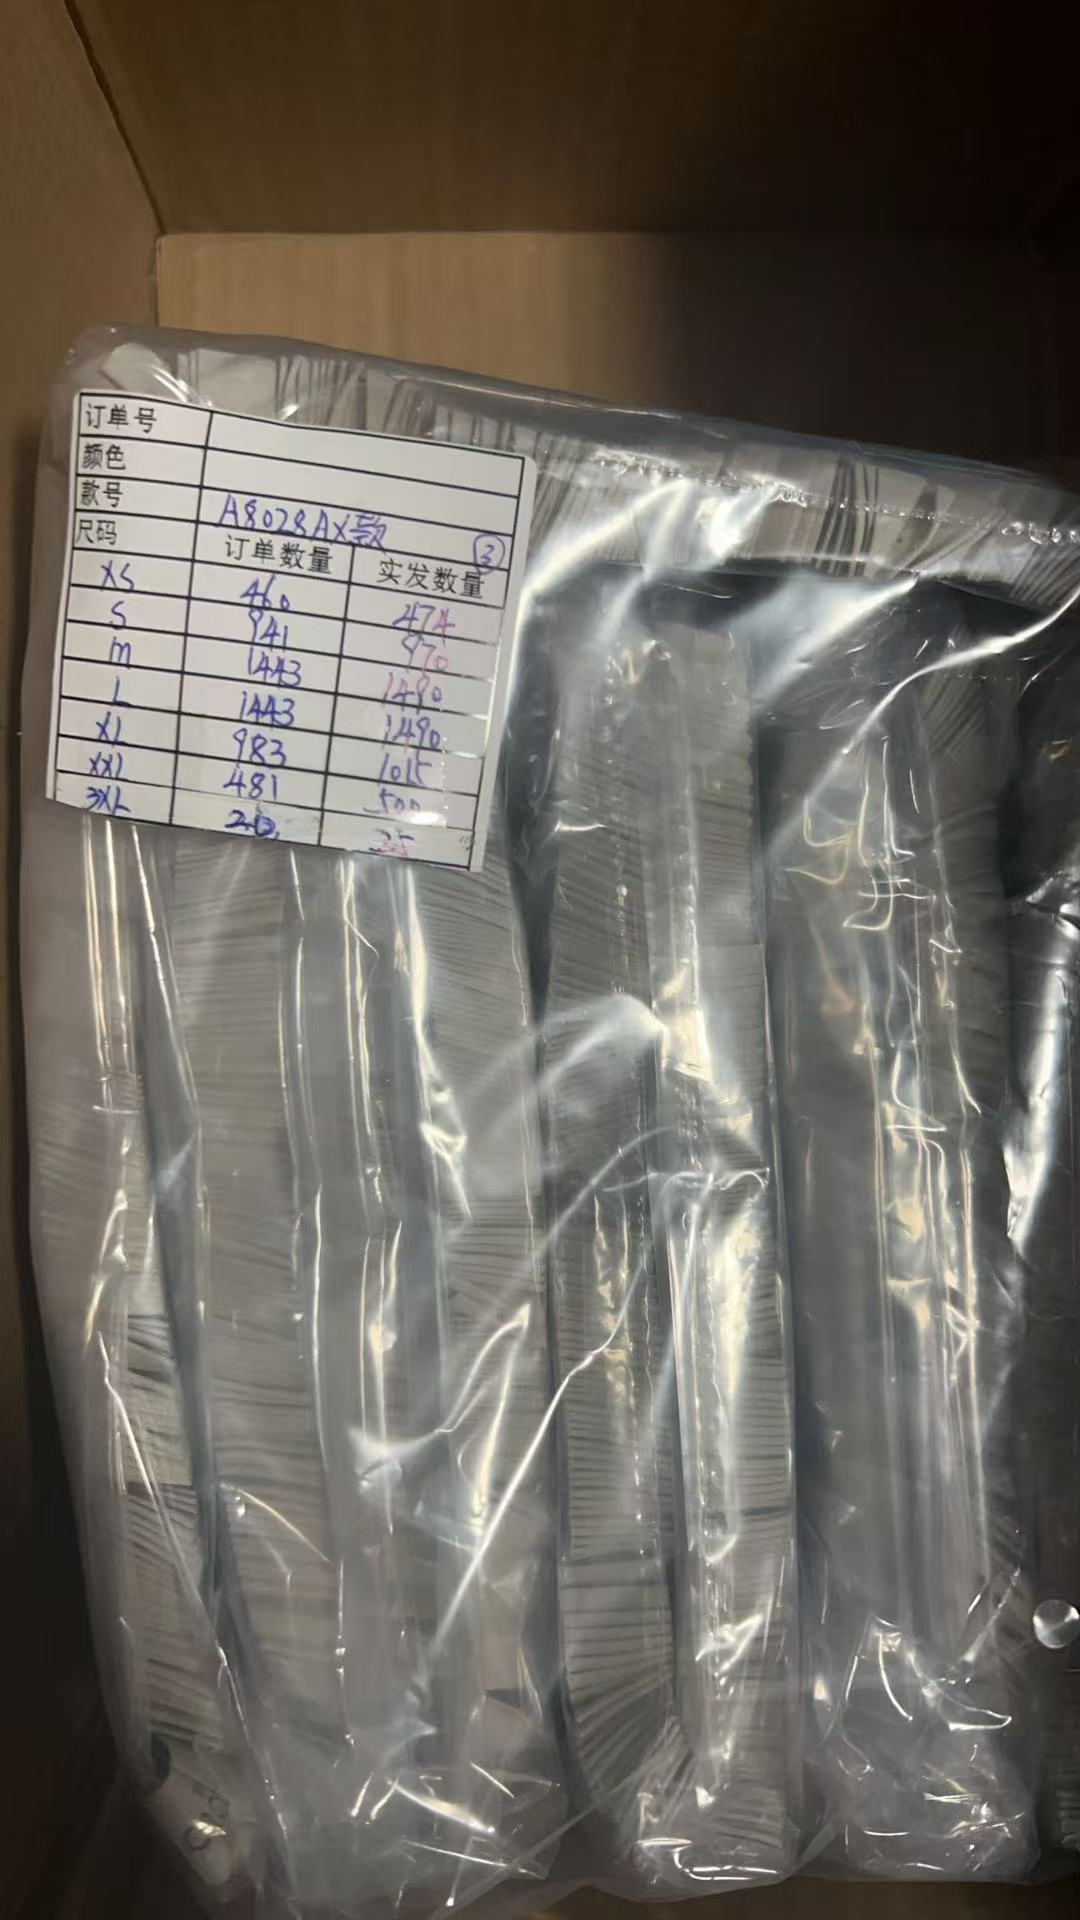 订单号
颜色
款号 A8028AX款 ③
尺码 订单数量 实发数量
XS 460 474
S 941 970
m 1443 1490
L 1443 1490
XL 983 1015
XXL 481 500
3XL 25